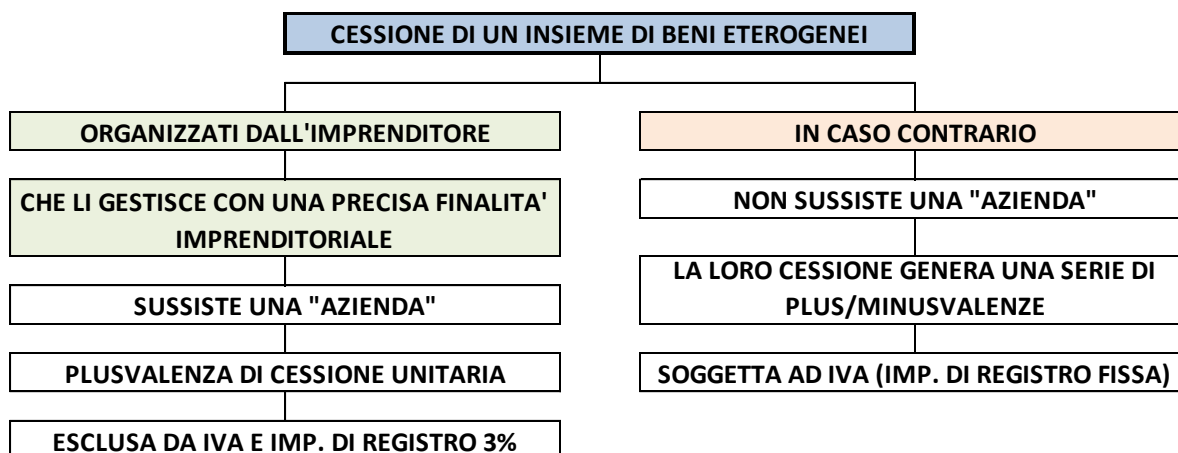 CESSIONE DI UN INSIEME DI BENI ETEROGENEI
ORGANIZZATI DALL'IMPRENDITORE
CHE LI GESTISCE CON UNA PRECISA FINALITA'
IMPRENDITORIALE
SUSSISTE UNA "AZIENDA"
PLUSVALENZA DI CESSIONE UNITARIA
ESCLUSA DA IVA E IMP. DI REGISTRO 3%
IN CASO CONTRARIO
NON SUSSISTE UNA "AZIENDA"
LA LORO CESSIONE GENERA UNA SERIE DI
PLUS/MINUSVALENZE
SOGGETTA AD IVA (IMP. DI REGISTRO FISSA)